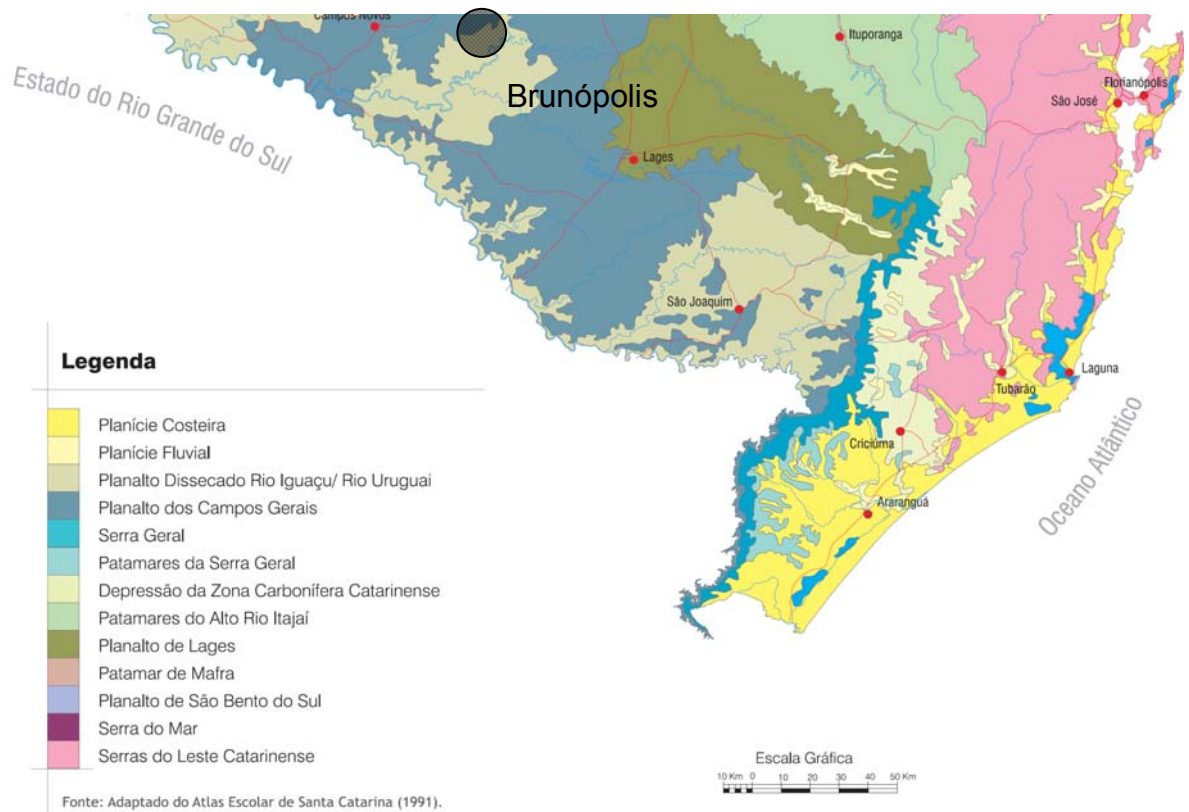 Campos Novos
Ituporanga
Brunópolis
Florianópolis
São José
Estado do Rio Grande do Sul
Lages
São Joaquim
Laguna
Tubarão
Criciúma
Araranguá
Oceano Atlântico
Legenda
Planície Costeira
Planície Fluvial
Planalto Dissecado Rio Iguaçu/ Rio Uruguai
Planalto dos Campos Gerais
Serra Geral
Patamares da Serra Geral
Depressão da Zona Carbonífera Catarinense
Patamares do Alto Rio Itajaí
Planalto de Lages
Patamar de Mafra
Planalto de São Bento do Sul
Serra do Mar
Serras do Leste Catarinense
Escala Gráfica
10 Km 0 10 20 30 40 50 Km
Fonte: Adaptado do Atlas Escolar de Santa Catarina (1991).